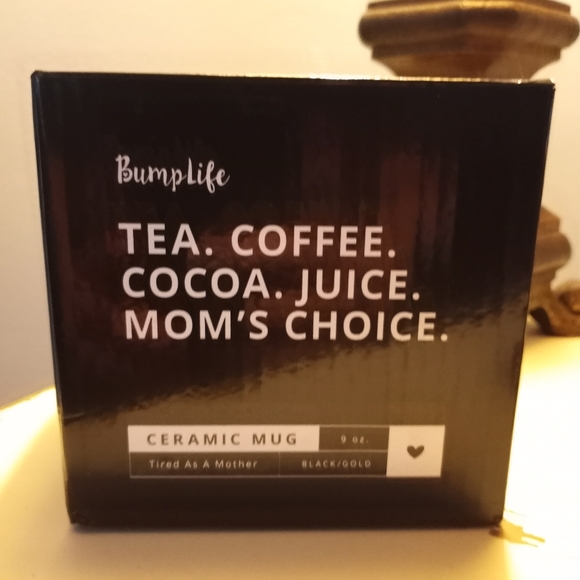 BumpLife
TEA. COFFEE.
COCOA. JUICE.
MOM'S CHOICE.
CERAMIC MUG 9 oz.
Tired As A Mother BLACK/GOLD